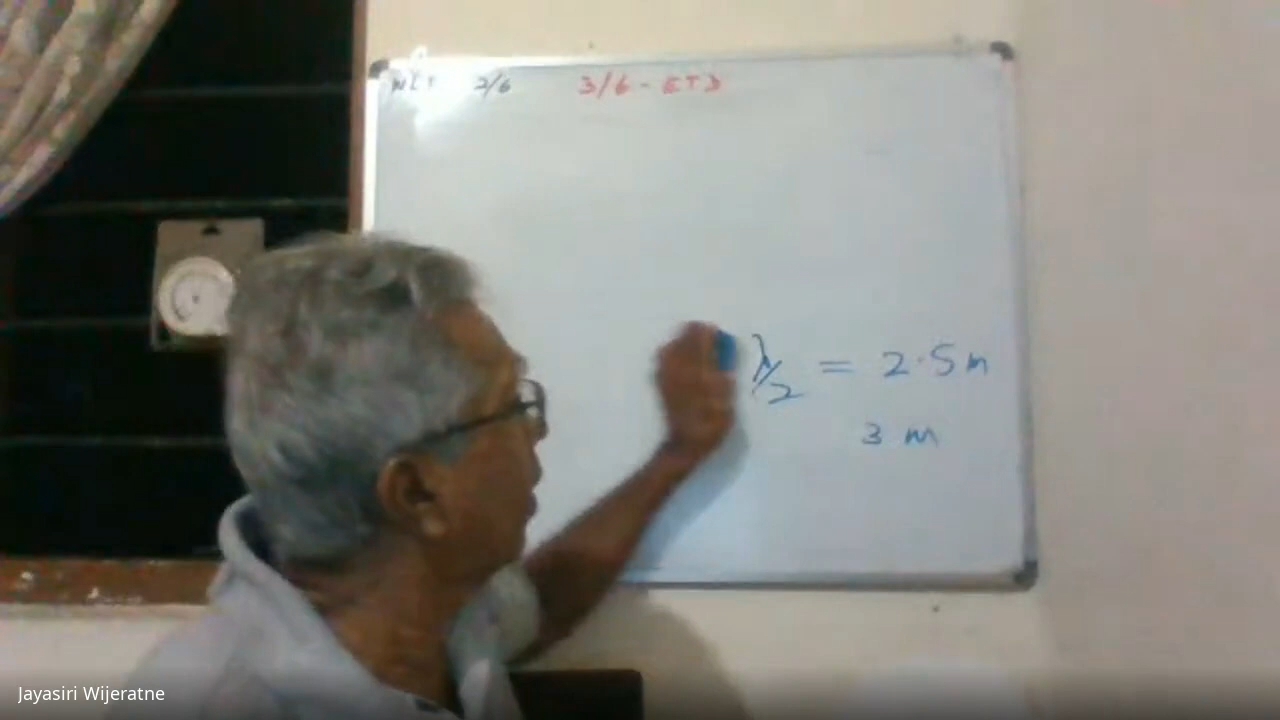 2/6 3/6 - ETD
λ/2 = 2.5 m
3 m
Jayasiri Wijeratne